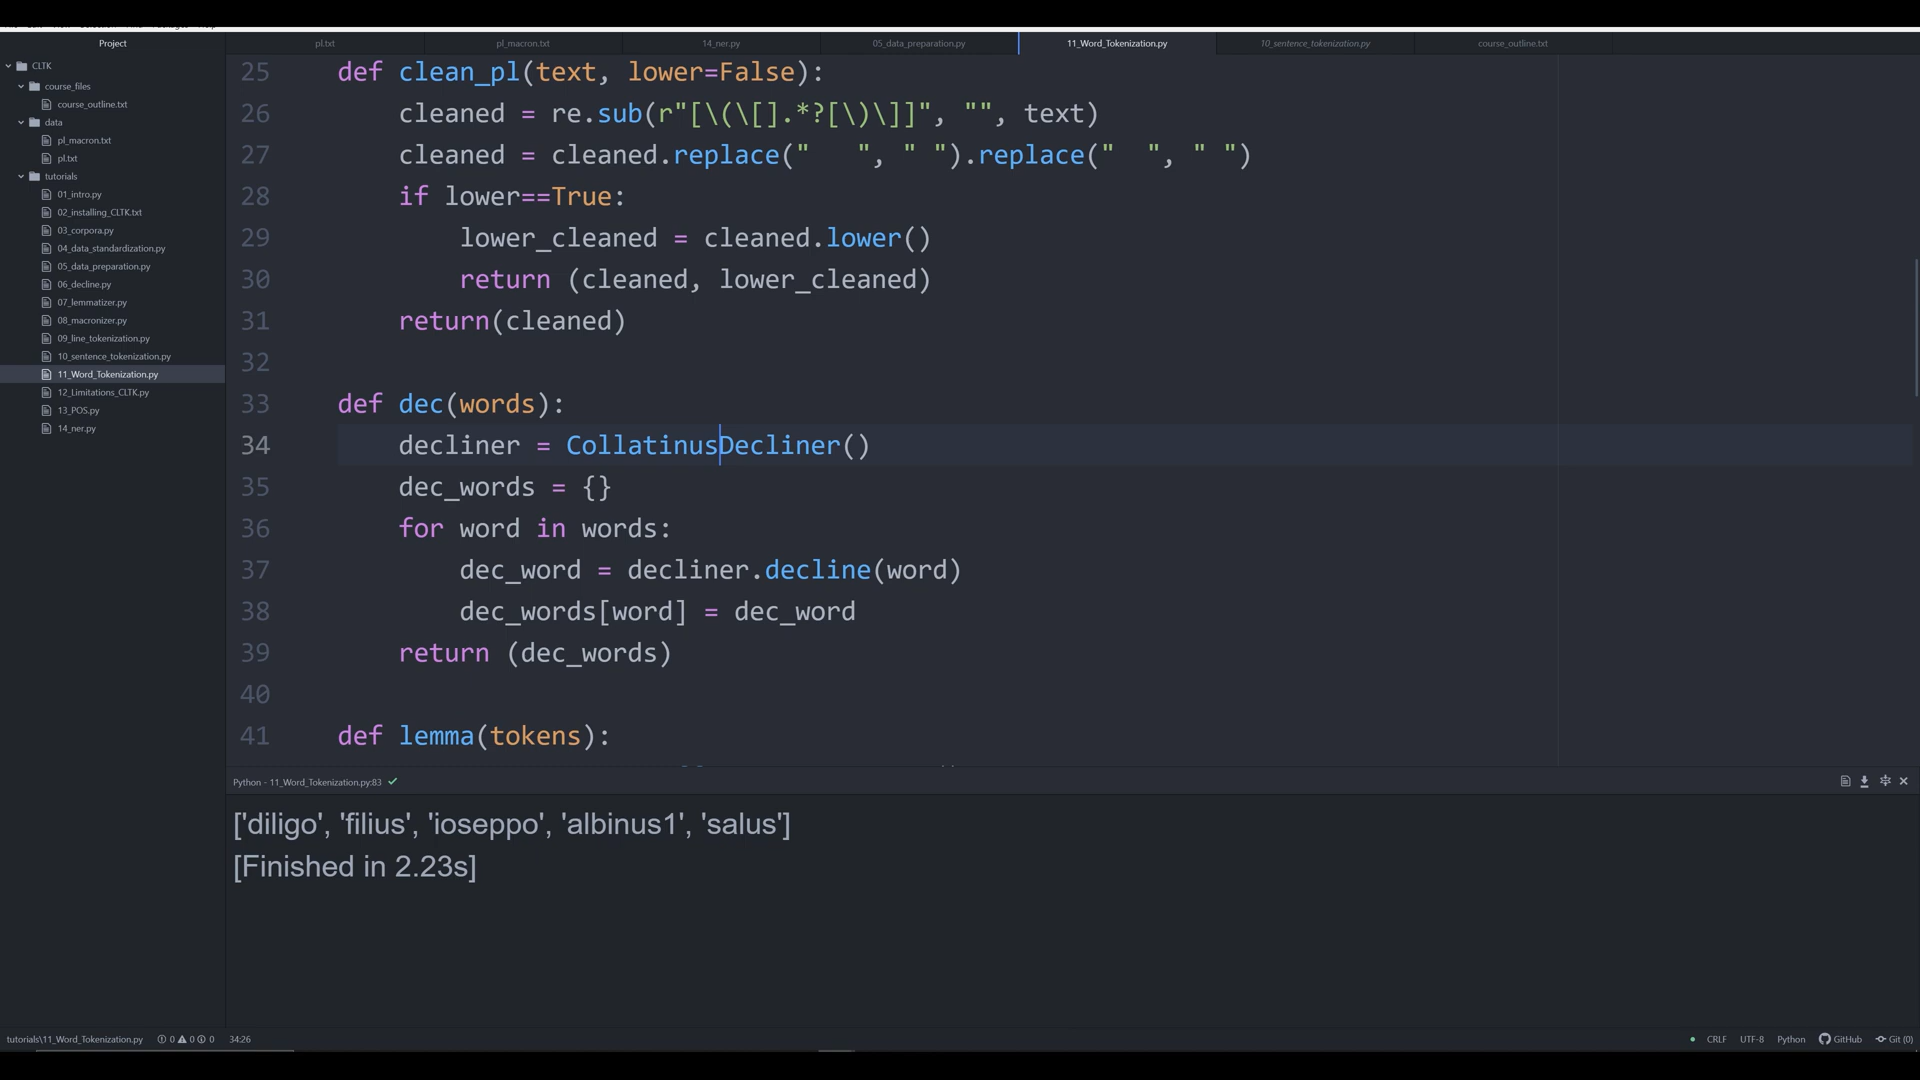 Project
pl.txt
pl_macron.txt
14_ner.py
05_data_preparation.py
11_Word_Tokenization.py
10_sentence_tokenization.py
course_outline.txt
CLTK
course_files
course_outline.txt
data
pl_macron.txt
pl.txt
tutorials
01_intro.py
02_installing_CLTK.txt
03_corpora.py
04_data_standardization.py
05_data_preparation.py
06_decline.py
07_lemmatizer.py
08_macronizer.py
09_line_tokenization.py
10_sentence_tokenization.py
11_Word_Tokenization.py
12_Limitations_CLTK.py
13_POS.py
14_ner.py
25 def clean_pl(text, lower=False):
26 cleaned = re.sub(r"[\(\[].*?[\)\]]", "", text)
27 cleaned = cleaned.replace("   ", " ").replace("  ", " ")
28 if lower==True:
29 lower_cleaned = cleaned.lower()
30 return (cleaned, lower_cleaned)
31 return(cleaned)
32
33 def dec(words):
34 decliner = CollatinusDecliner()
35 dec_words = {}
36 for word in words:
37 dec_word = decliner.decline(word)
38 dec_words[word] = dec_word
39 return (dec_words)
40
41 def lemma(tokens):
Python - 11_Word_Tokenization.py:83
['diligo', 'filius', 'ioseppo', 'albinus1', 'salus']
[Finished in 2.23s]
tutorials\11_Word_Tokenization.py 0 0 0 34:26 CRLF UTF-8 Python GitHub Git (0)